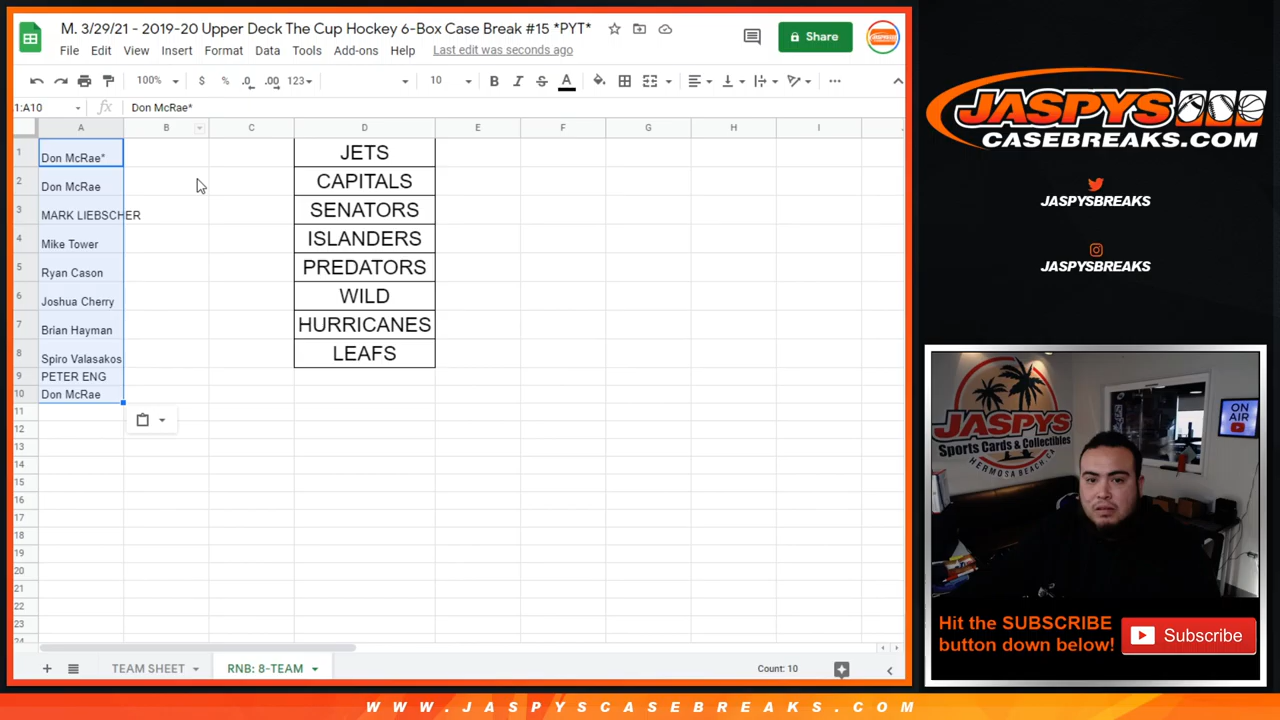 M. 3/29/21 - 2019-20 Upper Deck The Cup Hockey 6-Box Case Break #15 *PYT*
Share
File Edit View Insert Format Data Tools Add-ons Help Last edit was seconds ago
100% $ % .0 .00 123 10 B I S A
1:A10 fx Don McRae*
A B C D E F G H I
1 Don McRae* JETS
2 Don McRae CAPITALS
3 MARK LIEBSCHER SENATORS
4 Mike Tower ISLANDERS
5 Ryan Cason PREDATORS
6 Joshua Cherry WILD
7 Brian Hayman HURRICANES
8 Spiro Valasakos LEAFS
9 PETER ENG
10 Don McRae
11
12
13
14
15
16
17
18
19
20
21
22
23
24
TEAM SHEET RNB: 8-TEAM Count: 10
JASPYS
CASEBREAKS.COM
JASPYSBREAKS
JASPYSBREAKS
JASPYS
Sports Cards & Collectibles
HERMOSA BEACH, CA
ON
AIR
Hit the SUBSCRIBE
button down below!
Subscribe
WWW.JASPYSCASEBREAKS.COM